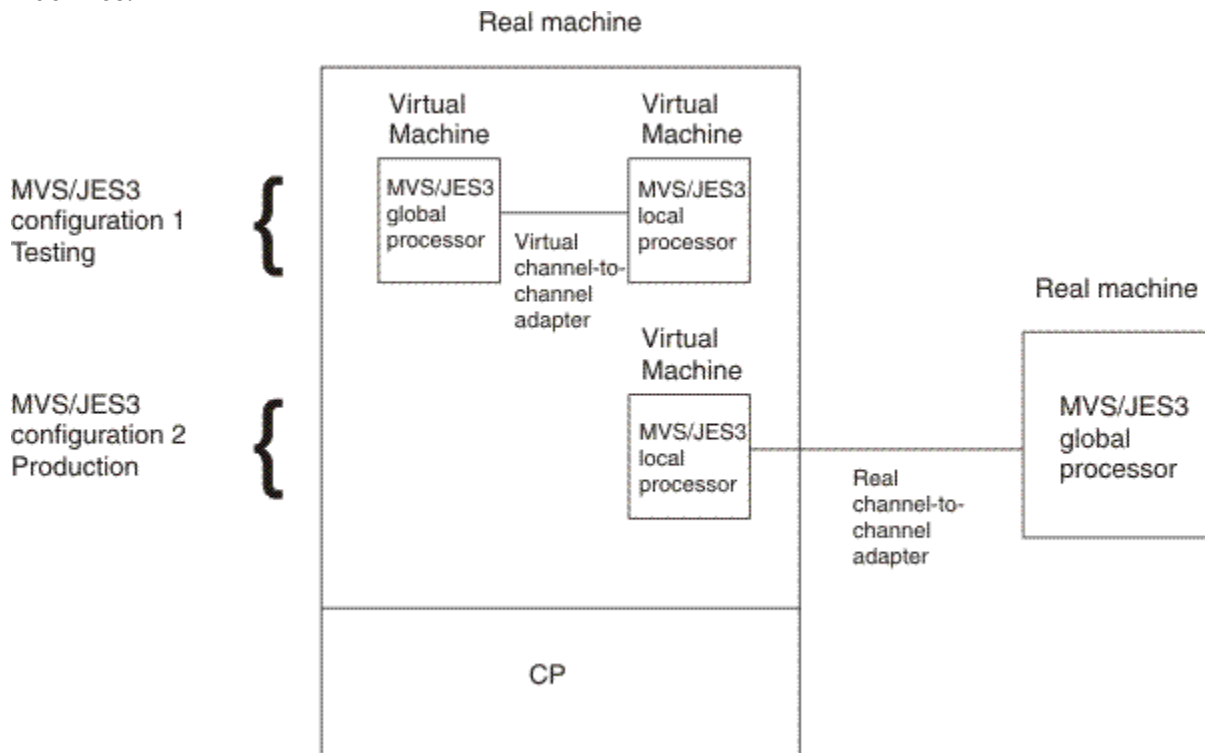 Real machine
Virtual
Machine
Virtual
Machine
MVS/JES3
configuration 1
Testing
MVS/JES3
global
processor
MVS/JES3
local
processor
Virtual
channel-to-
channel
adapter
Real machine
Virtual
Machine
MVS/JES3
configuration 2
Production
MVS/JES3
local
processor
MVS/JES3
global
processor
Real
channel-to-
channel
adapter
CP